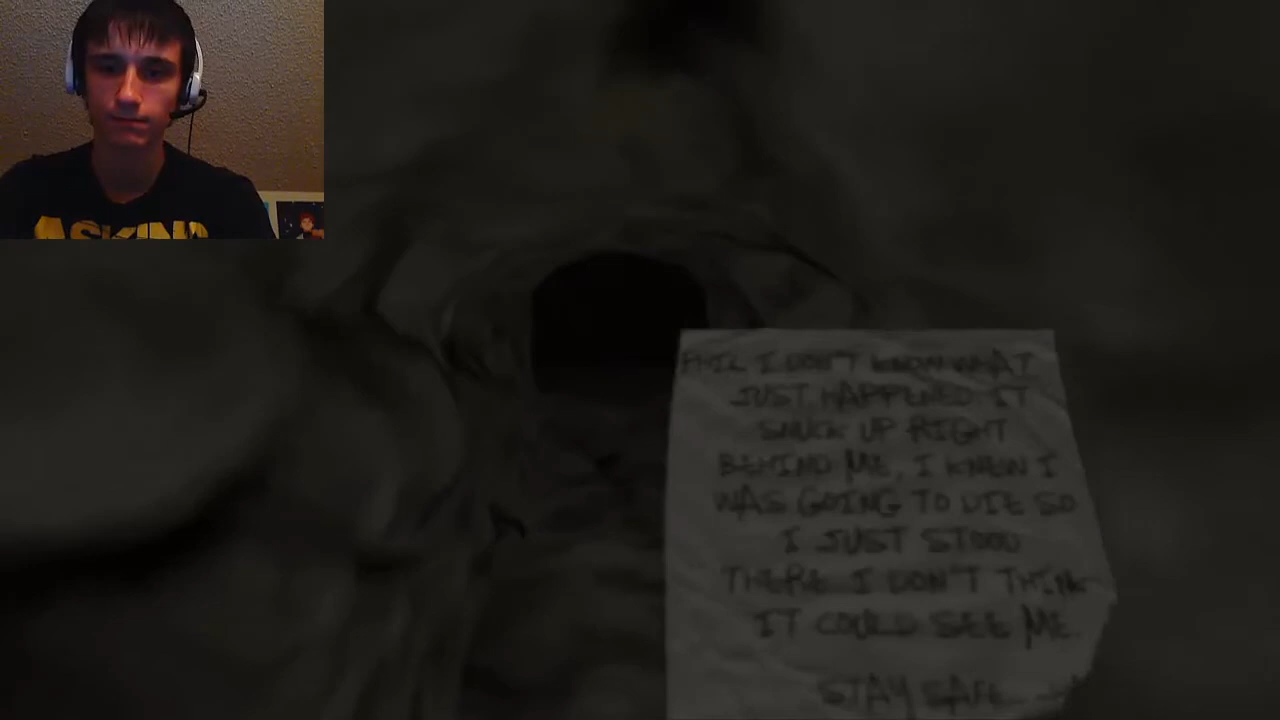 ASKING
PHIL I DON'T KNOW WHAT
JUST HAPPENED IT
SNUCK UP RIGHT
BEHIND ME, I KNEW I
WAS GOING TO DIE SO
I JUST STOOD
THERE I DON'T THINK
IT COULD SEE ME.
STAY SAFE